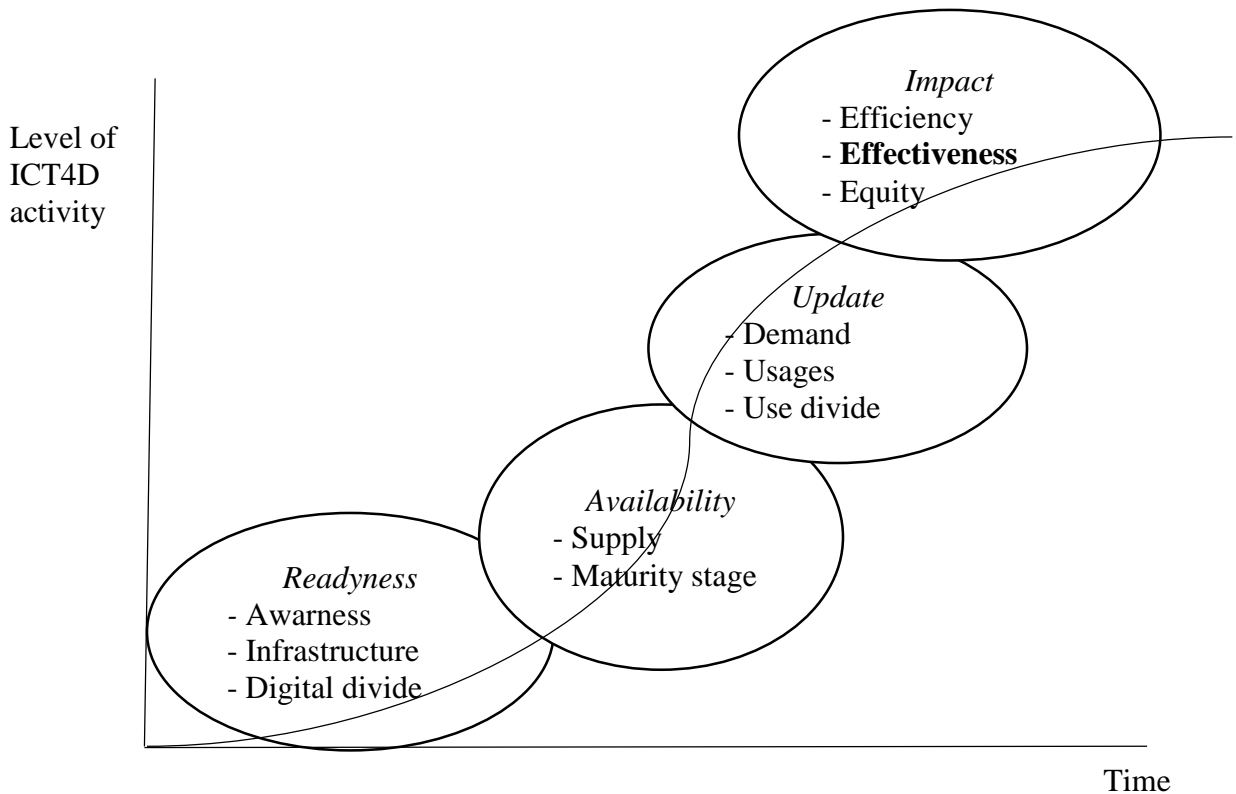 Impact
- Efficiency
- Effectiveness
- Equity
Level of
ICT4D
activity
Update
- Demand
- Usages
- Use divide
Availability
- Supply
- Maturity stage
Readyness
- Awarness
- Infrastructure
- Digital divide
Time